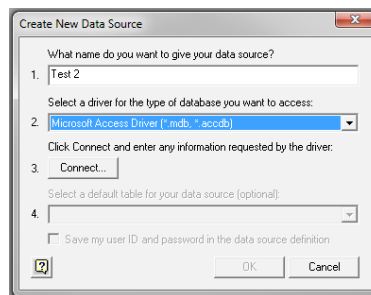 Create New Data Source
What name do you want to give your data source?
1. Test 2
Select a driver for the type of database you want to access:
2. Microsoft Access Driver (*.mdb, *.accdb)
Click Connect and enter any information requested by the driver:
3. Connect...
Select a default table for your data source (optional):
4.
Save my user ID and password in the data source definition
? OK Cancel